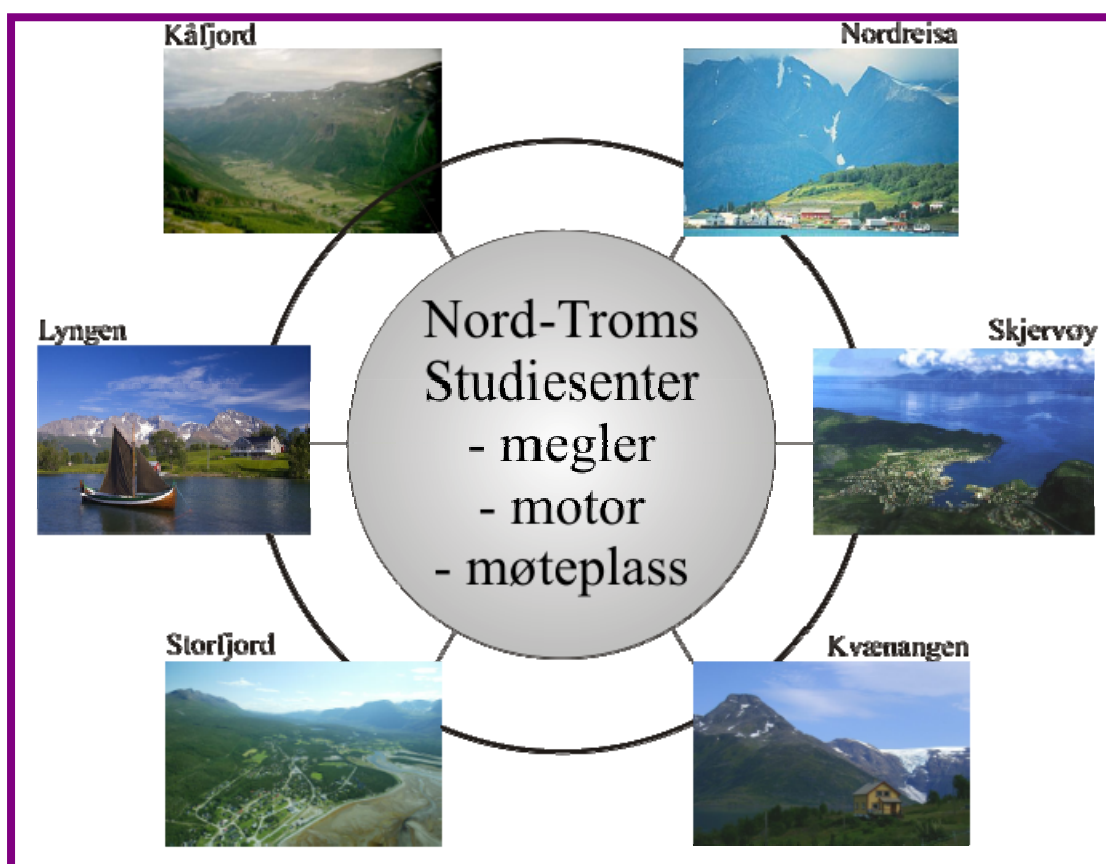 Kåfjord
Nordreisa
Lyngen
Skjervøy
Nord-Troms
Studiesenter
- megler
- motor
- møteplass
Storfjord
Kvænangen